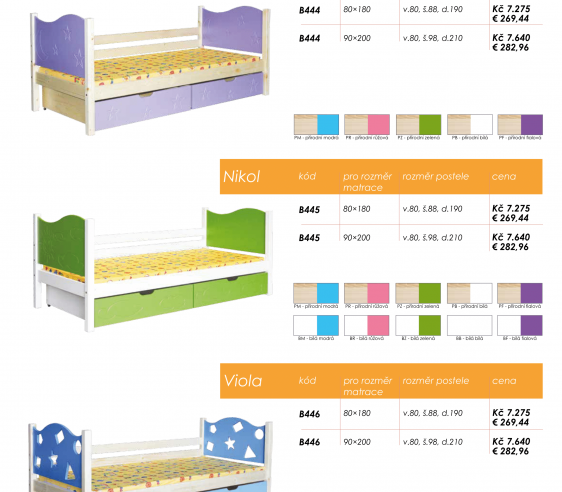 B444 80×180 v.80, š.88, d.190 Kč 7.275
€ 269,44
B444 90×200 v.80, š.98, d.210 Kč 7.640
€ 282,96
PM - přírodní modrá PR - přírodní růžová PZ - přírodní zelená PB - přírodní bílá PF - přírodní fialová
Nikol kód pro rozměr matrace rozměr postele cena
B445 80×180 v.80, š.88, d.190 Kč 7.275
€ 269,44
B445 90×200 v.80, š.98, d.210 Kč 7.640
€ 282,96
PM - přírodní modrá PR - přírodní růžová PZ - přírodní zelená PB - přírodní bílá PF - přírodní fialová
BM - bílá modrá BR - bílá růžová BZ - bílá zelená BB - bílá bílá BF - bílá fialová
Viola kód pro rozměr matrace rozměr postele cena
B446 80×180 v.80, š.88, d.190 Kč 7.275
€ 269,44
B446 90×200 v.80, š.98, d.210 Kč 7.640
€ 282,96